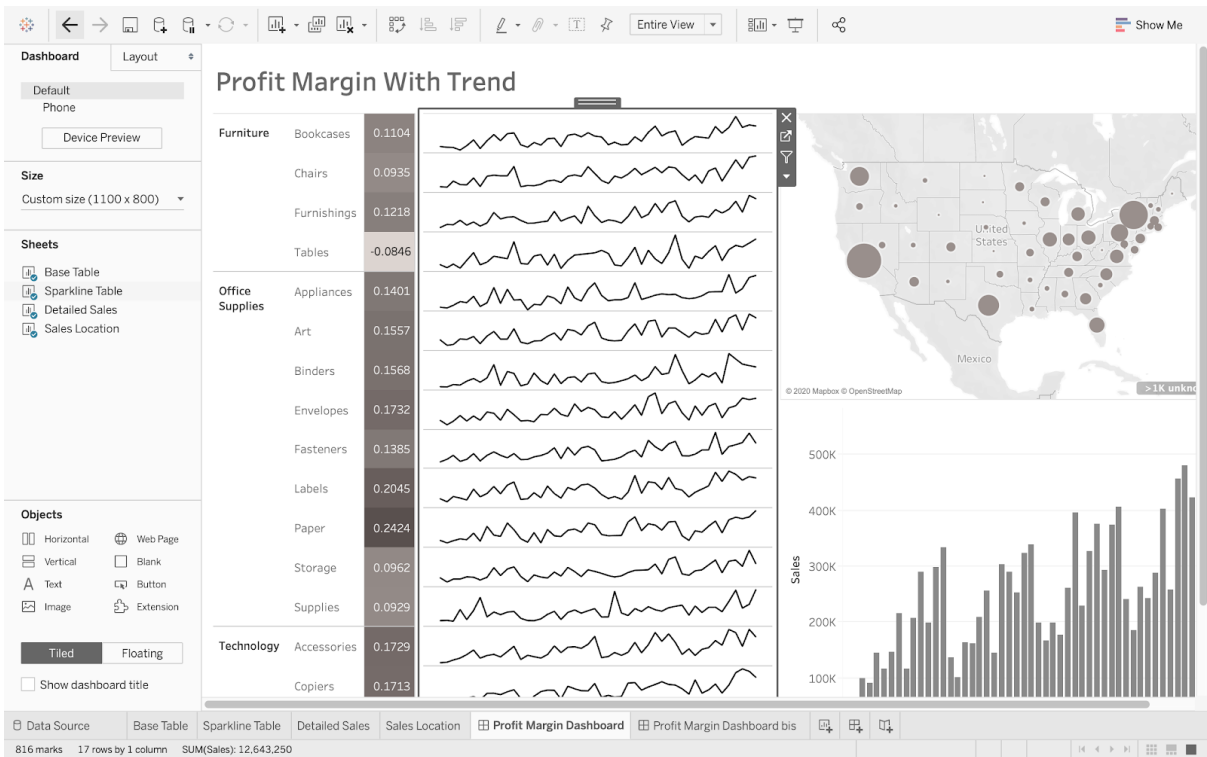 Entire View
Show Me
Dashboard
Layout
Default
Phone
Device Preview
Size
Custom size (1100 x 800)
Sheets
Base Table
Sparkline Table
Detailed Sales
Sales Location
Objects
Horizontal
Web Page
Vertical
Blank
A Text
Button
Image
Extension
Tiled
Floating
Show dashboard title
Profit Margin With Trend
Furniture
Bookcases 0.1104
Chairs 0.0935
Furnishings 0.1218
Tables -0.0846
Office
Supplies
Appliances 0.1401
Art 0.1557
Binders 0.1568
Envelopes 0.1732
Fasteners 0.1385
Labels 0.2045
Paper 0.2424
Storage 0.0962
Supplies 0.0929
Technology
Accessories 0.1729
Copiers 0.1713
United
States
Mexico
© 2020 Mapbox © OpenStreetMap
>1K
500K
400K
300K
200K
100K
Sales
Data Source
Base Table
Sparkline Table
Detailed Sales
Sales Location
Profit Margin Dashboard
Profit Margin Dashboard bis
816 marks
17 rows by 1 column
SUM(Sales): 12,643,250